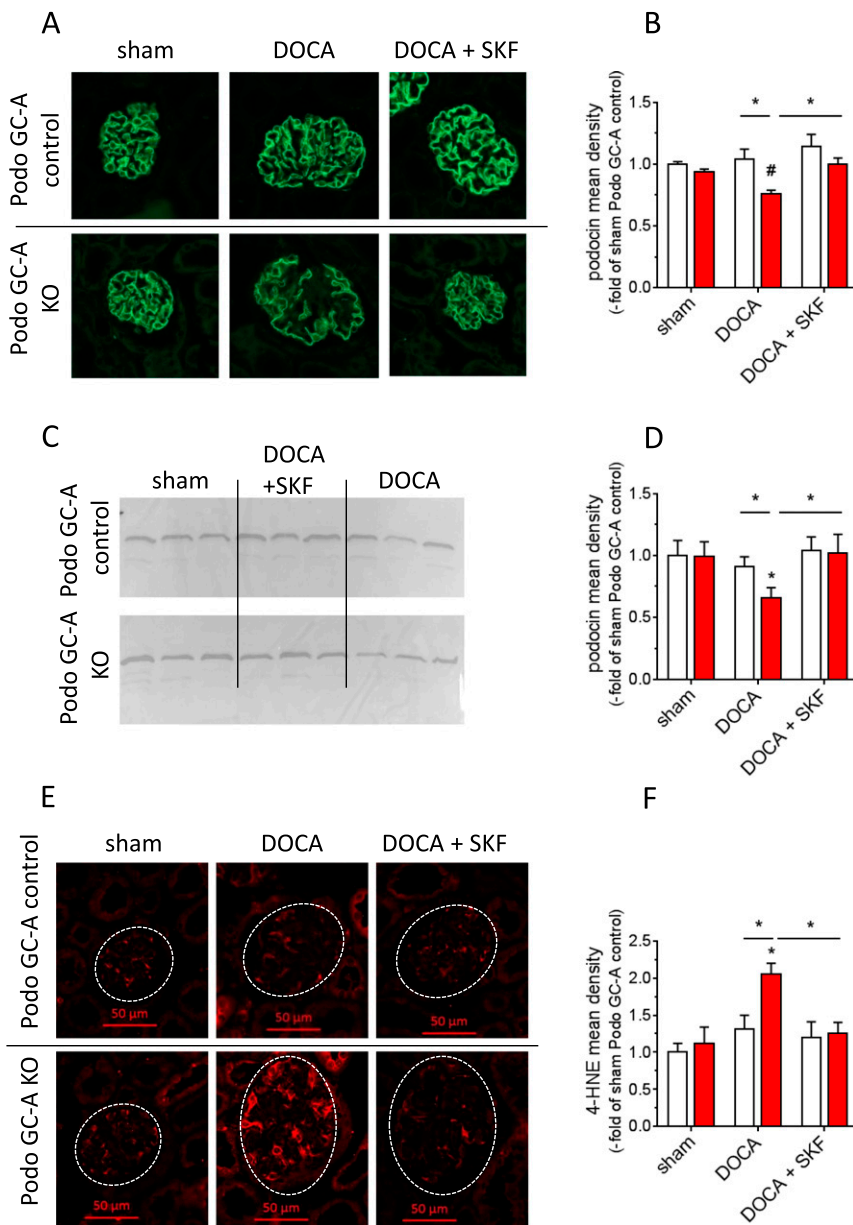 A
sham
DOCA
DOCA + SKF
Podo GC-A
control
Podo GC-A
KO
B
podocin mean density
(-fold of sham Podo GC-A control)
1.5
1.0
0.5
0.0
*
*
#
sham
DOCA
DOCA + SKF
C
sham
DOCA
+SKF
DOCA
Podo GC-A
control
Podo GC-A
KO
D
podocin mean density
(-fold of sham Podo GC-A control)
1.5
1.0
0.5
0.0
*
*
*
sham
DOCA
DOCA + SKF
E
sham
DOCA
DOCA + SKF
Podo GC-A control
50 µm
50 µm
50 µm
Podo GC-A KO
50 µm
50 µm
50 µm
F
4-HNE mean density
(-fold of sham Podo GC-A control)
2.5
2.0
1.5
1.0
0.5
0.0
*
*
*
sham
DOCA
DOCA + SKF